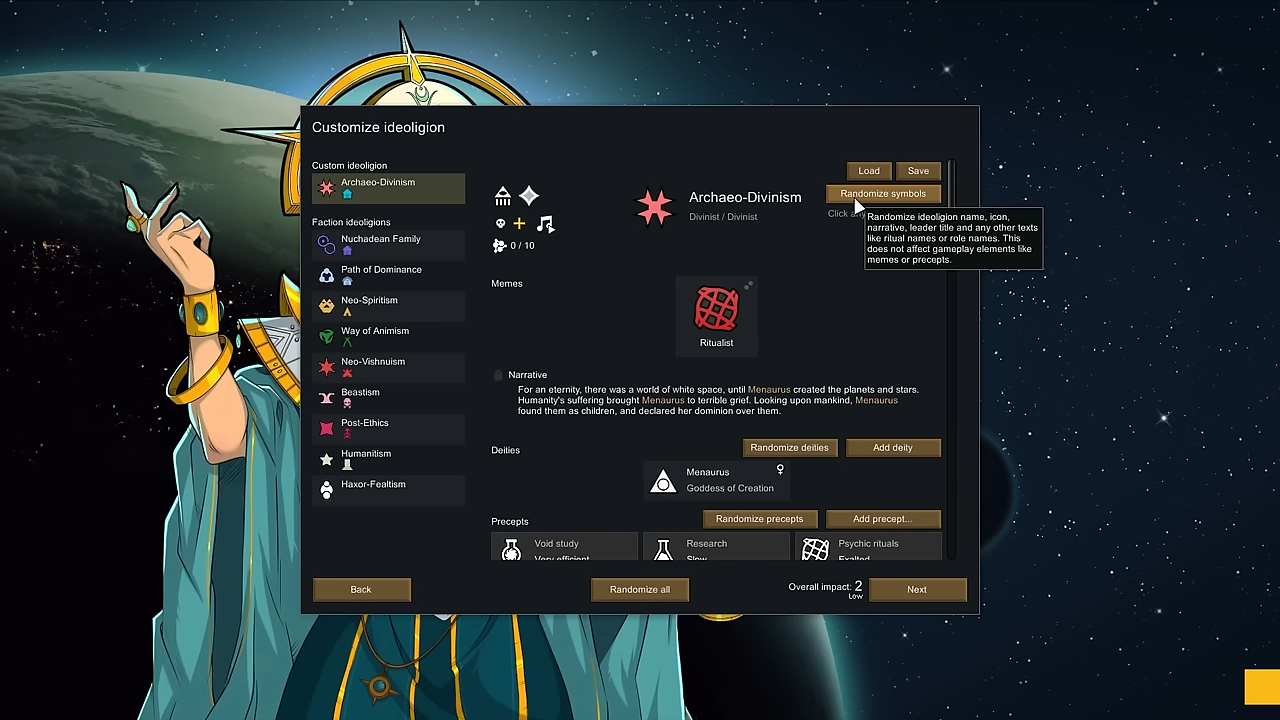 Customize ideoligion
Custom ideoligion
Archaeo-Divinism
Faction ideoligions
Nuchadean Family
Path of Dominance
Neo-Spiritism
Way of Animism
Neo-Vishnuism
Beastism
Post-Ethics
Humanitism
Haxor-Fealtism
0 / 10
Archaeo-Divinism
Divinist / Divinist
Load
Save
Randomize symbols
Click any
Randomize ideoligion name, icon,
narrative, leader title and any other texts
like ritual names or role names. This
does not affect gameplay elements like
memes or precepts.
Memes
Ritualist
Narrative
For an eternity, there was a world of white space, until Menaurus created the planets and stars.
Humanity's suffering brought Menaurus to terrible grief. Looking upon mankind, Menaurus
found them as children, and declared her dominion over them.
Deities
Randomize deities
Add deity
Menaurus
Goddess of Creation
Precepts
Randomize precepts
Add precept...
Void study
Very efficient
Research
Slow
Psychic rituals
Exalted
Back
Randomize all
Overall impact: 2
Low
Next